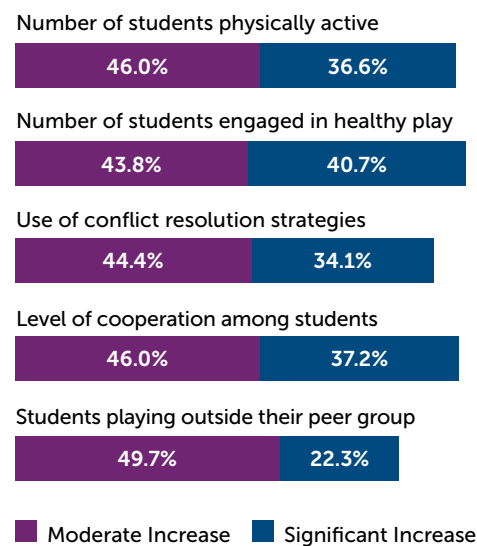 Number of students physically active
46.0% 36.6%
Number of students engaged in healthy play
43.8% 40.7%
Use of conflict resolution strategies
44.4% 34.1%
Level of cooperation among students
46.0% 37.2%
Students playing outside their peer group
49.7% 22.3%
Moderate Increase Significant Increase